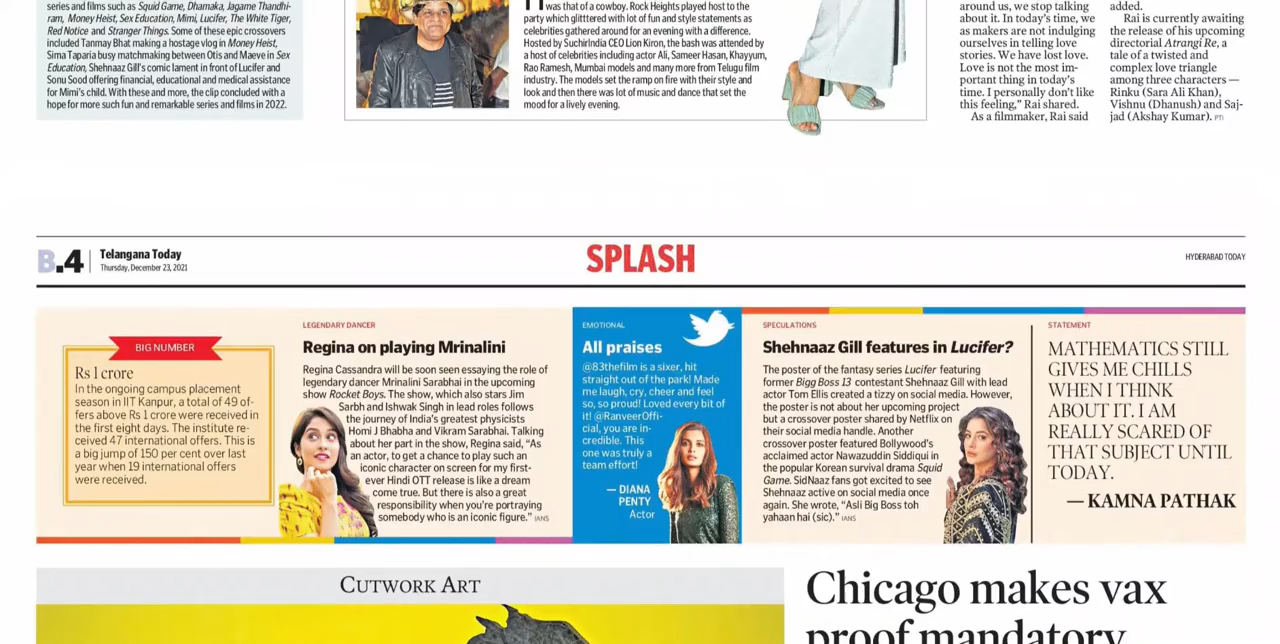 series and films such as Squid Game, Dhamaka, Jagame Thandhi-
ram, Money Heist, Sex Education, Mimi, Lucifer, The White Tiger,
Red Notice and Stranger Things. Some of these epic crossovers
included Tanmay Bhat making a hostage vlog in Money Heist,
Sima Taparia busy matchmaking between Otis and Maeve in Sex
Education, Shehnaaz Gill's comic lament in front of Lucifer and
Sonu Sood offering financial, educational and medical assistance
for Mimi's child. With these and more, the clip concluded with a
hope for more such fun and remarkable series and films in 2022.
was that of a cowboy. Rock Heights played host to the
party which glittered with lot of fun and style statements as
celebrities gathered around for an evening with a difference.
Hosted by SuchirIndia CEO Lion Kiron, the bash was attended by
a host of celebrities including actor Ali, Sameer Hasan, Khayyum,
Rao Ramesh, Mumbai models and many more from Telugu film
industry. The models set the ramp on fire with their style and
look and then there was lot of music and dance that set the
mood for a lively evening.
around us, we stop talking
about it. In today's time, we
as makers are not indulging
ourselves in telling love
stories. We have lost love.
Love is not the most im-
portant thing in today's
time. I personally don't like
this feeling," Rai shared.
As a filmmaker, Rai said
added.
Rai is currently awaiting
the release of his upcoming
directorial Atrangi Re, a
tale of a twisted and
complex love triangle
among three characters —
Rinku (Sara Ali Khan),
Vishnu (Dhanush) and Saj-
jad (Akshay Kumar). PTI
B.4
Telangana Today
Thursday, December 23, 2021
SPLASH
HYDERABAD TODAY
BIG NUMBER
Rs 1 crore
In the ongoing campus placement
season in IIT Kanpur, a total of 49 of-
fers above Rs 1 crore were received in
the first eight days. The institute re-
ceived 47 international offers. This is
a big jump of 150 per cent over last
year when 19 international offers
were received.
LEGENDARY DANCER
Regina on playing Mrinalini
Regina Cassandra will be soon seen essaying the role of
legendary dancer Mrinalini Sarabhai in the upcoming
show Rocket Boys. The show, which also stars Jim
Sarbh and Ishwak Singh in lead roles follows
the journey of India's greatest physicists
Homi J Bhabha and Vikram Sarabhai. Talking
about her part in the show, Regina said, "As
an actor, to get a chance to play such an
iconic character on screen for my first-
ever Hindi OTT release is like a dream
come true. But there is also a great
responsibility when you're portraying
somebody who is an iconic figure." IANS
EMOTIONAL
All praises
@83thefilm is a sixer, hit
straight out of the park! Made
me laugh, cry, cheer and feel
so, so proud! Loved every bit of
it! @RanveerOffi-
cial, you are in-
credible. This
one was truly a
team effort!
— DIANA
PENTY
Actor
SPECULATIONS
Shehnaaz Gill features in Lucifer?
The poster of the fantasy series Lucifer featuring
former Bigg Boss 13 contestant Shehnaaz Gill with lead
actor Tom Ellis created a tizzy on social media. However,
the poster is not about her upcoming project
but a crossover poster shared by Netflix on
their social media handle. Another
crossover poster featured Bollywood's
acclaimed actor Nawazuddin Siddiqui in
the popular Korean survival drama Squid
Game. SidNaaz fans got excited to see
Shehnaaz active on social media once
again. She wrote, "Asli Big Boss toh
yahaan hai (sic)." IANS
STATEMENT
MATHEMATICS STILL
GIVES ME CHILLS
WHEN I THINK
ABOUT IT. I AM
REALLY SCARED OF
THAT SUBJECT UNTIL
TODAY.
— KAMNA PATHAK
CUTWORK ART
Chicago makes vax
proof mandatory